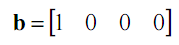 b = [1 0 0 0]